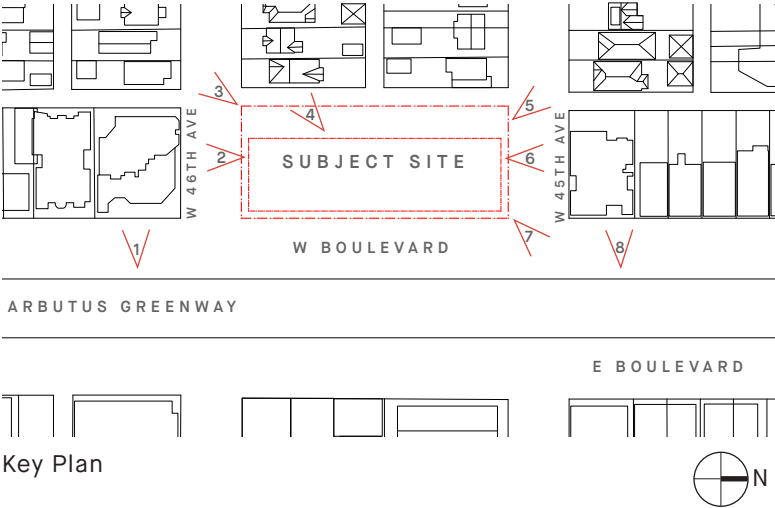 3
4
5
2
W 46TH AVE
SUBJECT SITE
6
W 45TH AVE
7
W BOULEVARD
1
8
ARBUTUS GREENWAY
E BOULEVARD
Key Plan
N